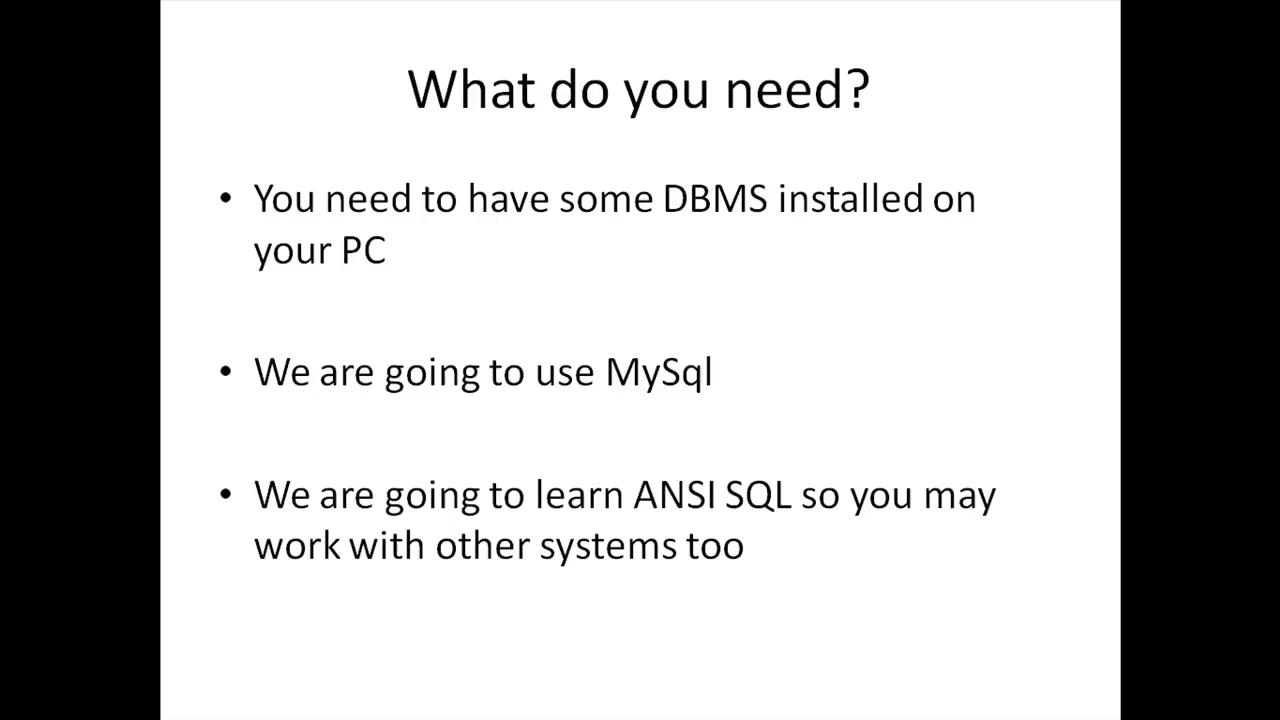 What do you need?
• You need to have some DBMS installed on
your PC
• We are going to use MySql
• We are going to learn ANSI SQL so you may
work with other systems too